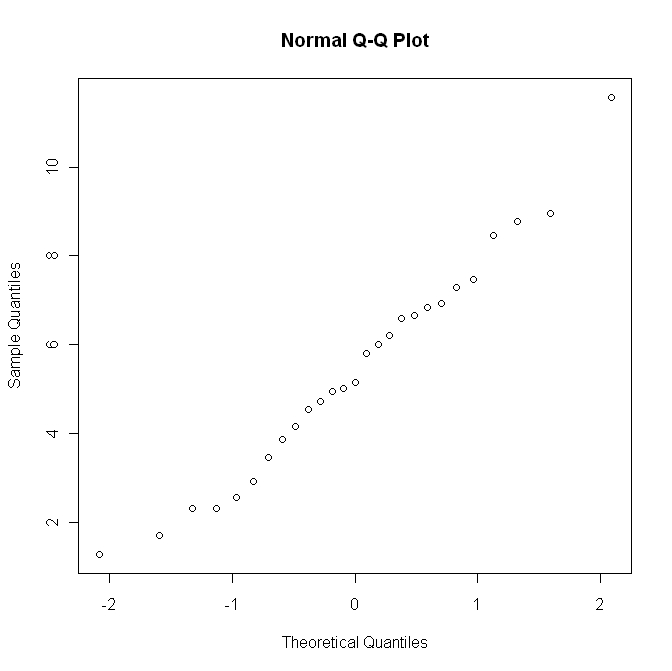 Normal Q-Q Plot
Sample Quantiles
10
8
6
4
2
-2 -1 0 1 2
Theoretical Quantiles